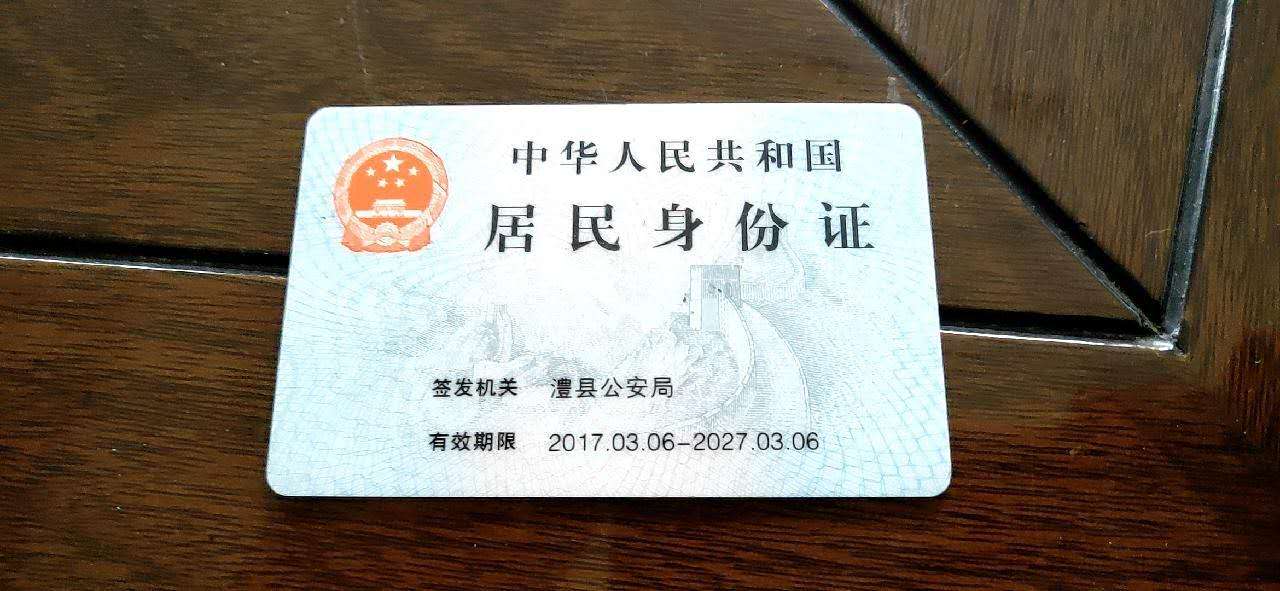 中华人民共和国
居民身份证
签发机关 澧县公安局
有效期限 2017.03.06-2027.03.06